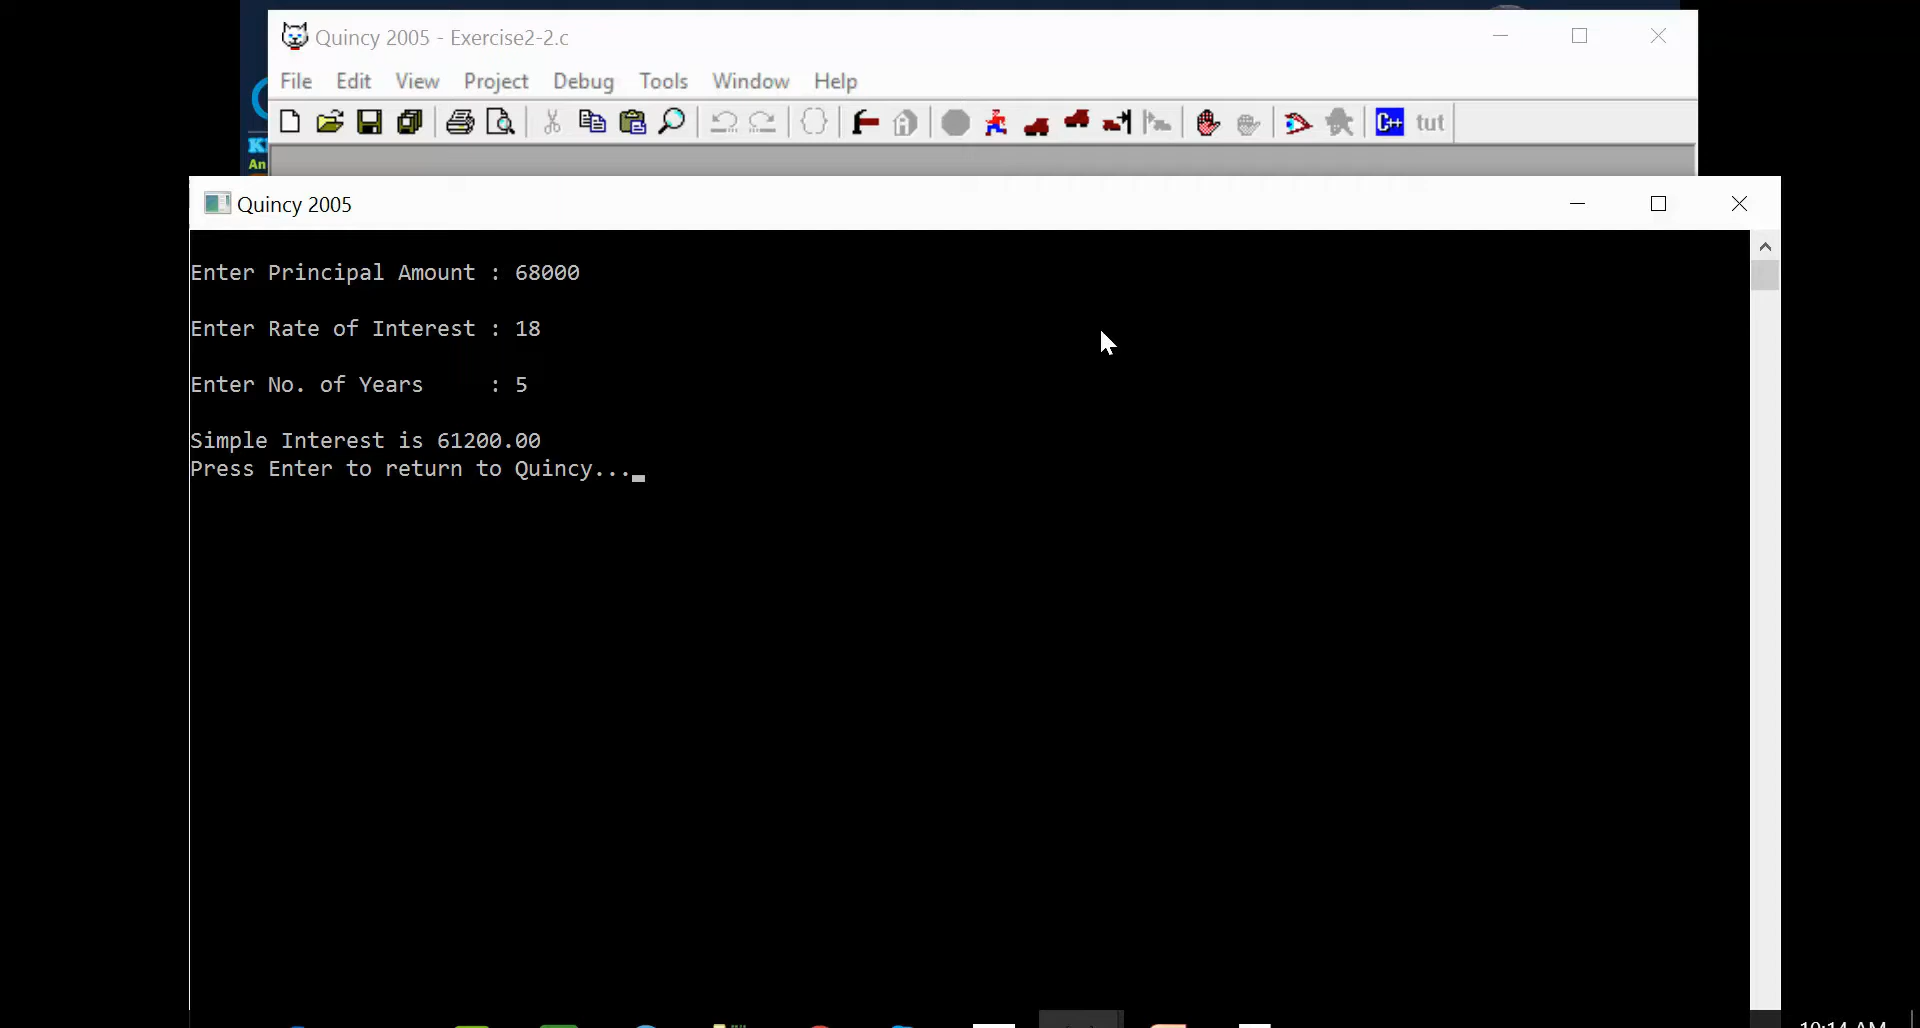 Quincy 2005 - Exercise2-2.c
File Edit View Project Debug Tools Window Help
C++ tut
An
Quincy 2005
Enter Principal Amount : 68000
Enter Rate of Interest : 18
Enter No. of Years : 5
Simple Interest is 61200.00
Press Enter to return to Quincy...